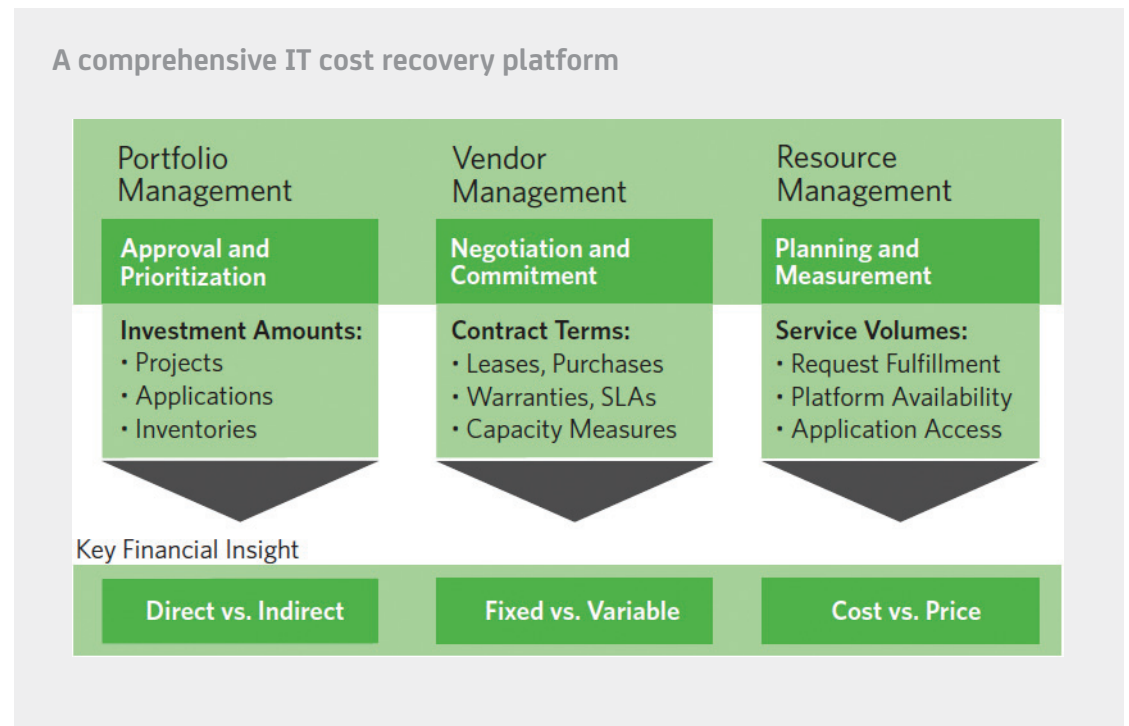 A comprehensive IT cost recovery platform
Portfolio
Management
Approval and
Prioritization
Investment Amounts:
• Projects
• Applications
• Inventories
Vendor
Management
Negotiation and
Commitment
Contract Terms:
• Leases, Purchases
• Warranties, SLAs
• Capacity Measures
Resource
Management
Planning and
Measurement
Service Volumes:
• Request Fulfillment
• Platform Availability
• Application Access
Key Financial Insight
Direct vs. Indirect
Fixed vs. Variable
Cost vs. Price